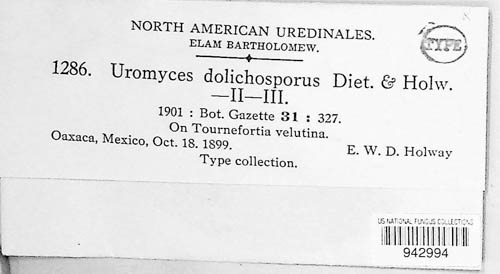 NORTH AMERICAN UREDINALES.
ELAM BARTHOLOMEW.
TYPE
1286. Uromyces dolichosporus Diet. & Holw.
—II—III.
1901 : Bot. Gazette 31 : 327.
On Tournefortia velutina.
Oaxaca, Mexico, Oct. 18. 1899. E. W. D. Holway
Type collection.
US NATIONAL FUNGUS COLLECTIONS
942994